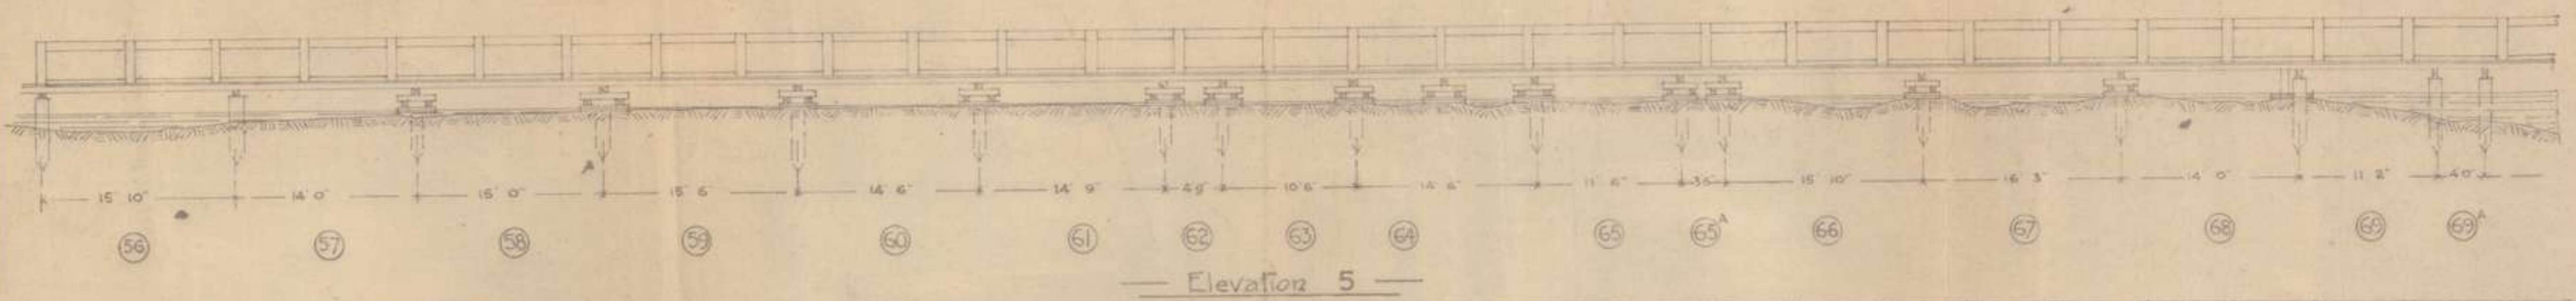 15' 10" 14' 0" 15' 0" 15' 6" 14' 6" 14' 9" 4' 9" 10' 6" 14' 6" 11' 6" 3' 6" 15' 10" 16' 3" 14' 0" 11' 2" 4' 0"
56 57 58 59 60 61 62 63 64 65 65A 66 67 68 69 69A
Elevation 5